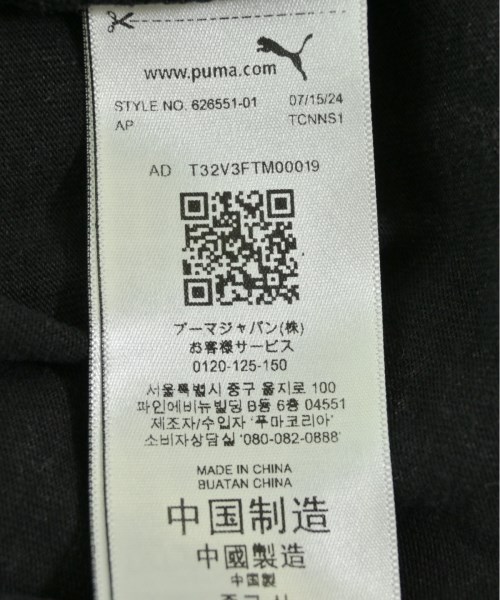 www.puma.com
STYLE NO. 626551-01 07/15/24
AP TCNNS1
AD T32V3FTM00019
プーマジャパン(株)
お客様サービス
0120-125-150
서울특별시 중구 을지로 100
파인에비뉴빌딩 B동 6층 04551
제조자/수입자 '푸마코리아'
소비자상담실 '080-082-0888'
MADE IN CHINA
BUATAN CHINA
中国制造
中國製造
中国製